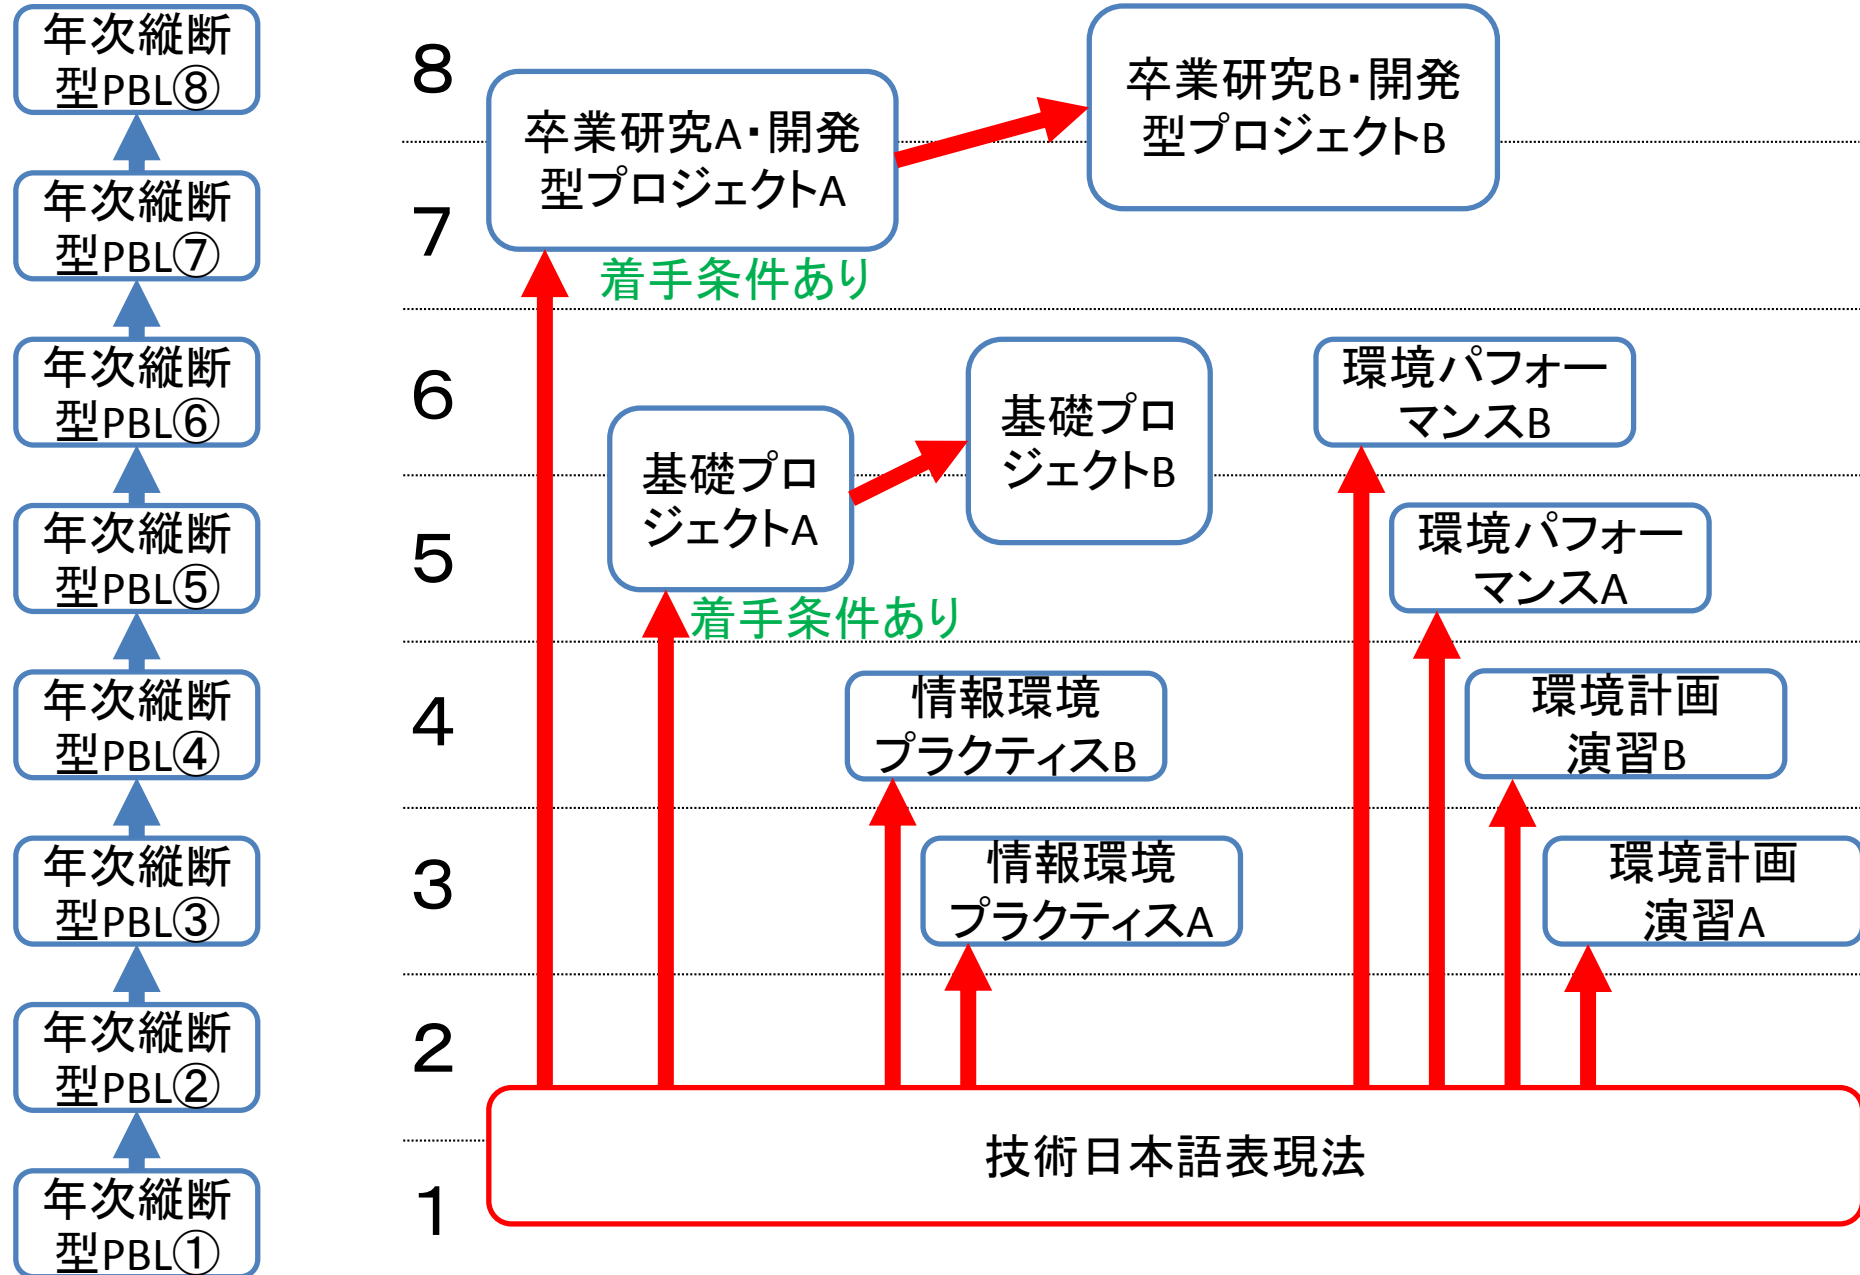 年次縦断
型PBL⑧
年次縦断
型PBL⑦
年次縦断
型PBL⑥
年次縦断
型PBL⑤
年次縦断
型PBL④
年次縦断
型PBL③
年次縦断
型PBL②
年次縦断
型PBL①
8
卒業研究A・開発
型プロジェクトA
卒業研究B・開発
型プロジェクトB
7
着手条件あり
6
基礎プロ
ジェクトA
基礎プロ
ジェクトB
環境パフォー
マンスB
5
環境パフォー
マンスA
着手条件あり
4
情報環境
プラクティスB
環境計画
演習B
3
情報環境
プラクティスA
環境計画
演習A
2
技術日本語表現法
1